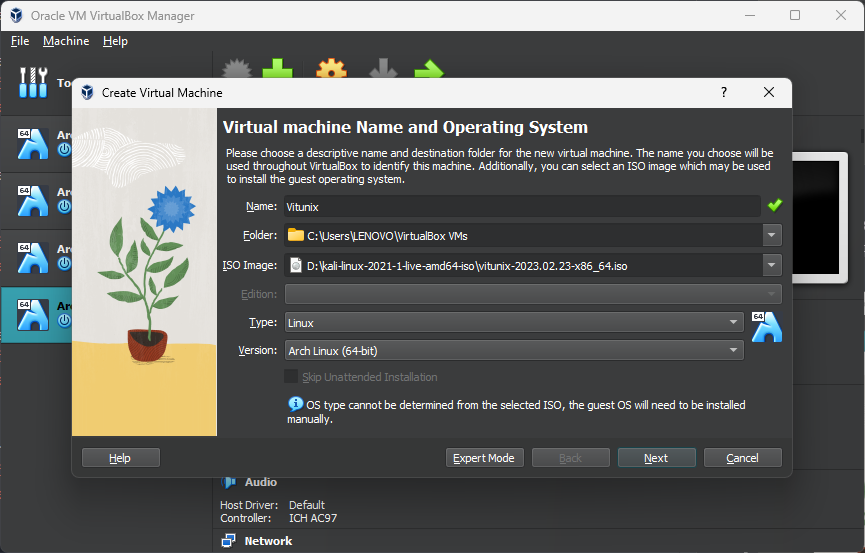 Oracle VM VirtualBox Manager
File Machine Help
Create Virtual Machine
?
Virtual machine Name and Operating System
Please choose a descriptive name and destination folder for the new virtual machine. The name you choose will be
used throughout VirtualBox to identify this machine. Additionally, you can select an ISO image which may be used
to install the guest operating system.
Name: Vitunix
Folder: C:\Users\LENOVO\VirtualBox VMs
ISO Image: D:\kali-linux-2021-1-live-amd64-iso\vitunix-2023.02.23-x86_64.iso
Edition:
Type: Linux
64
Version: Arch Linux (64-bit)
Skip Unattended Installation
OS type cannot be determined from the selected ISO, the guest OS will need to be installed
manually.
Help Expert Mode Back Next Cancel
64
64
64
64
Audio
Host Driver: Default
Controller: ICH AC97
Network